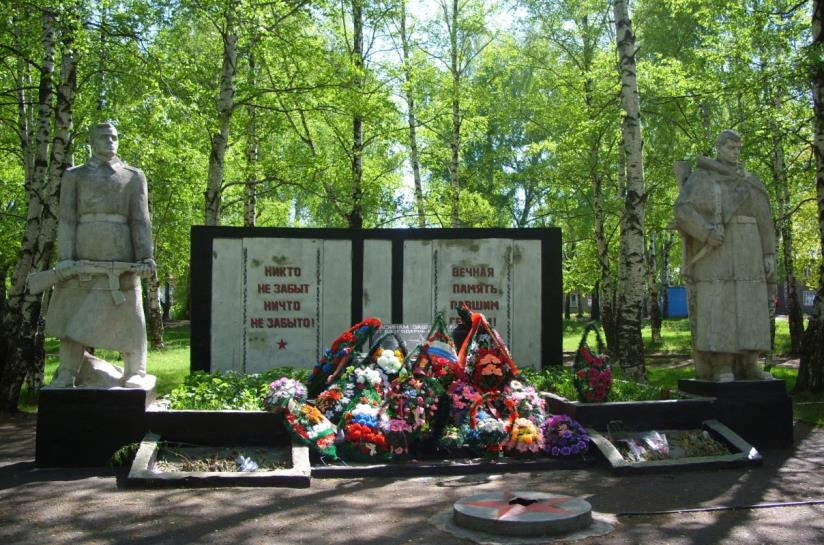 НИКТО
НЕ ЗАБЫТ
НИЧТО
НЕ ЗАБЫТО!
ВЕЧНАЯ
ПАМЯТЬ
ПАВШИМ